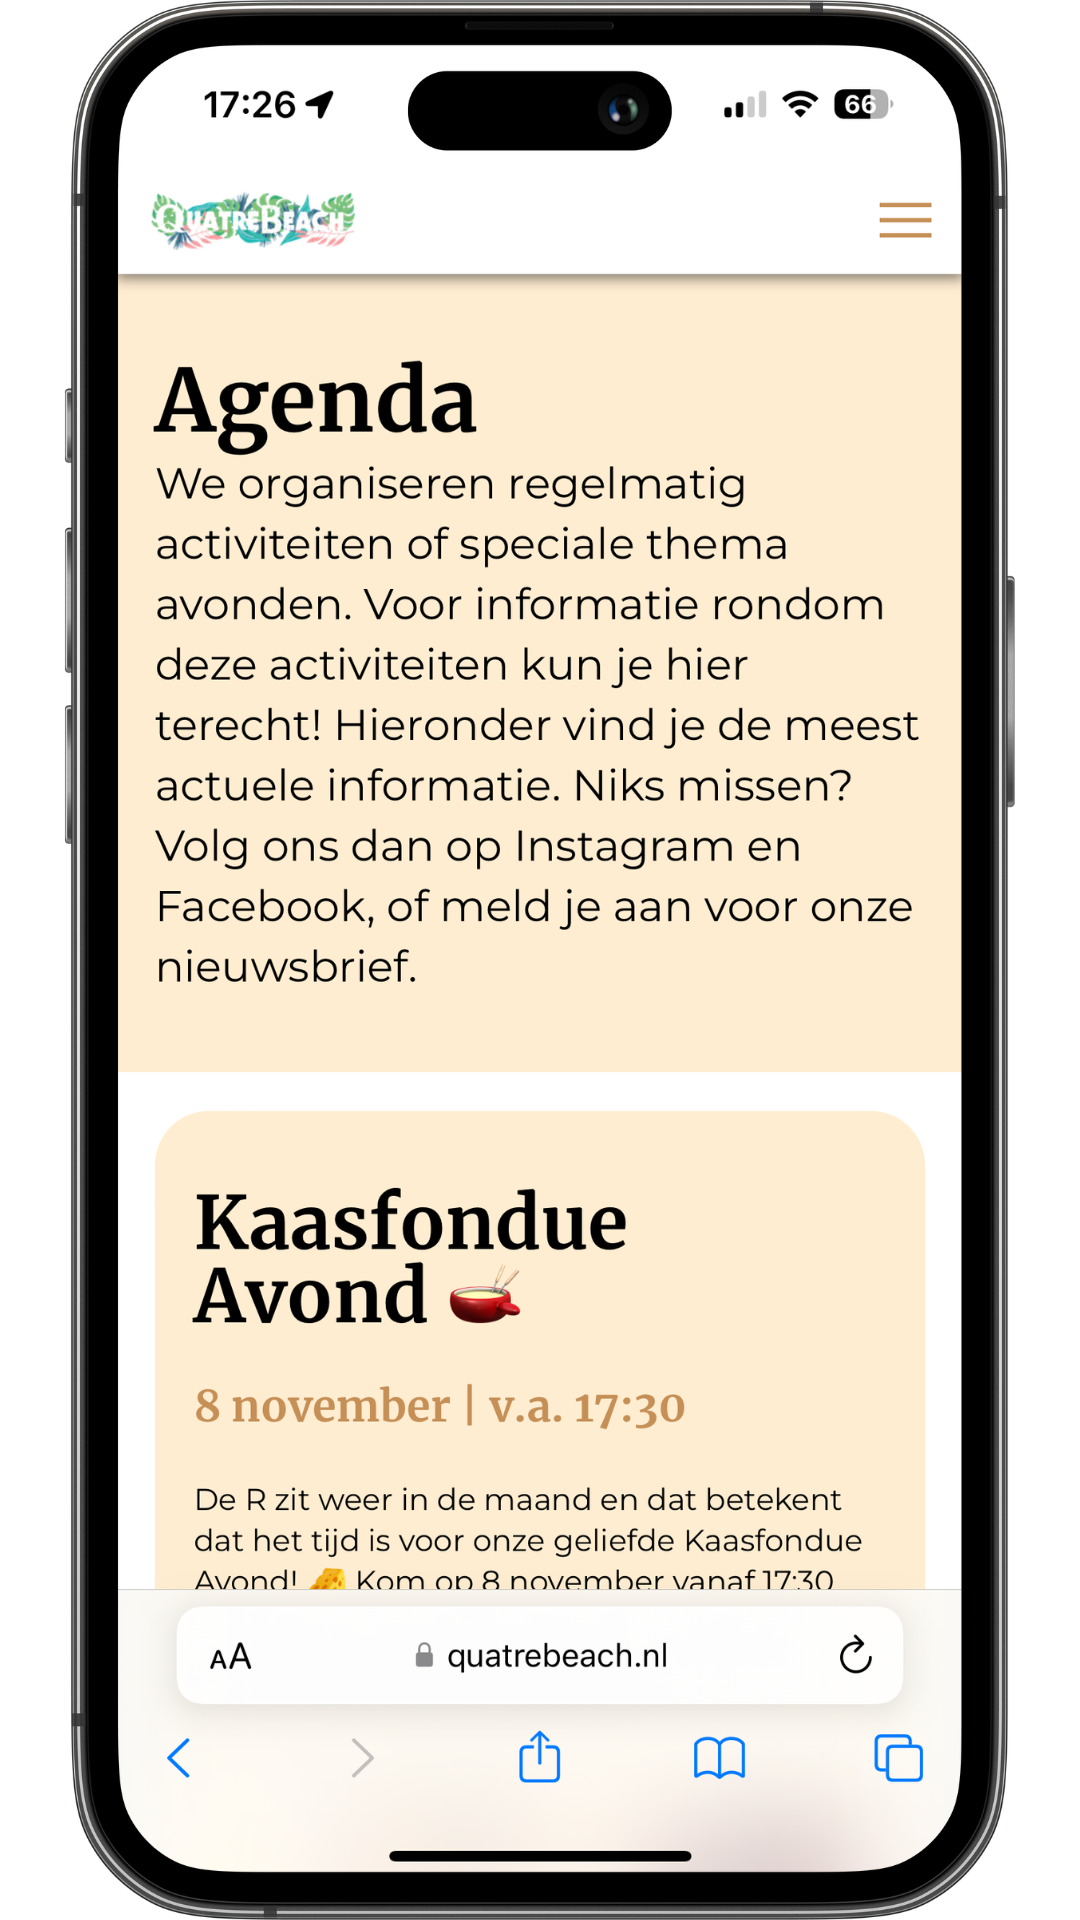 17:26
66
QUATREBEACH
Agenda
We organiseren regelmatig
activiteiten of speciale thema
avonden. Voor informatie rondom
deze activiteiten kun je hier
terecht! Hieronder vind je de meest
actuele informatie. Niks missen?
Volg ons dan op Instagram en
Facebook, of meld je aan voor onze
nieuwsbrief.
Kaasfondue
Avond
8 november | v.a. 17:30
De R zit weer in de maand en dat betekent
dat het tijd is voor onze geliefde Kaasfondue
Avond! 🧀 Kom op 8 november vanaf 17:30
AA
quatrebeach.nl